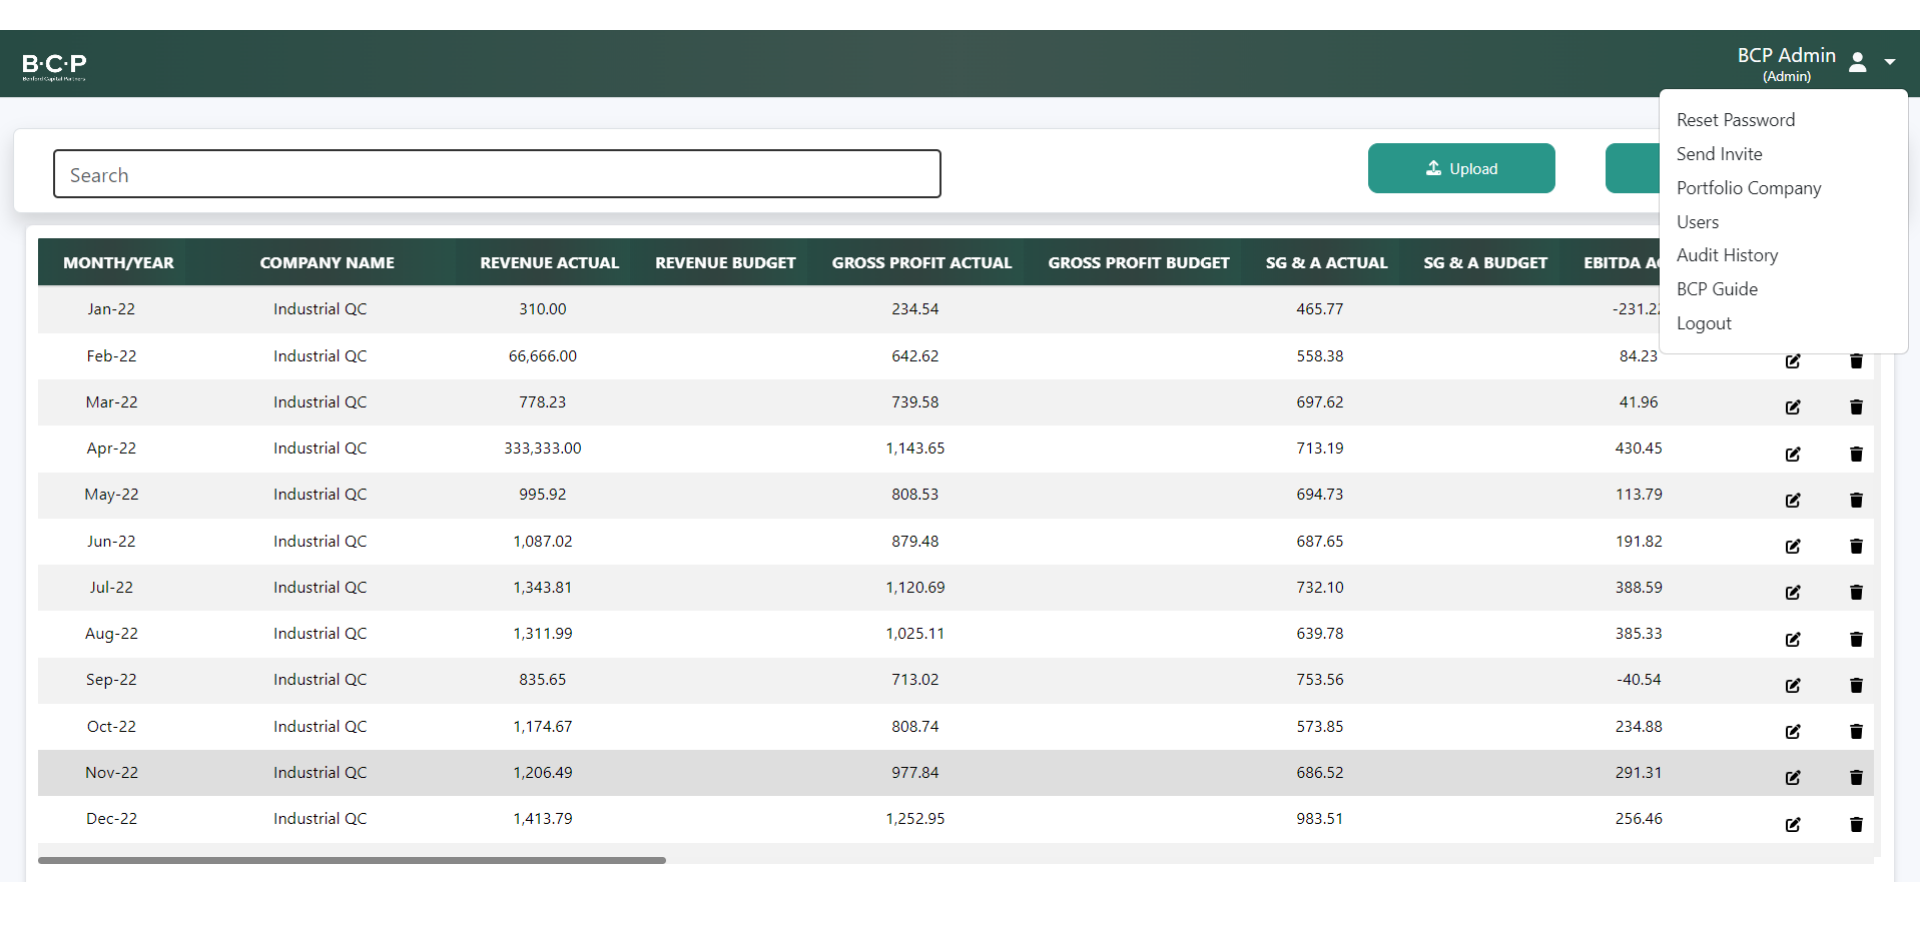 B·C·P
Benford Capital Partners
BCP Admin
(Admin)
Reset Password
Send Invite
Portfolio Company
Users
Audit History
BCP Guide
Logout
Search
Upload
MONTH/YEAR COMPANY NAME REVENUE ACTUAL REVENUE BUDGET GROSS PROFIT ACTUAL GROSS PROFIT BUDGET SG & A ACTUAL SG & A BUDGET EBITDA
Jan-22 Industrial QC 310.00 234.54 465.77 -231.2
Feb-22 Industrial QC 66,666.00 642.62 558.38 84.23
Mar-22 Industrial QC 778.23 739.58 697.62 41.96
Apr-22 Industrial QC 333,333.00 1,143.65 713.19 430.45
May-22 Industrial QC 995.92 808.53 694.73 113.79
Jun-22 Industrial QC 1,087.02 879.48 687.65 191.82
Jul-22 Industrial QC 1,343.81 1,120.69 732.10 388.59
Aug-22 Industrial QC 1,311.99 1,025.11 639.78 385.33
Sep-22 Industrial QC 835.65 713.02 753.56 -40.54
Oct-22 Industrial QC 1,174.67 808.74 573.85 234.88
Nov-22 Industrial QC 1,206.49 977.84 686.52 291.31
Dec-22 Industrial QC 1,413.79 1,252.95 983.51 256.46